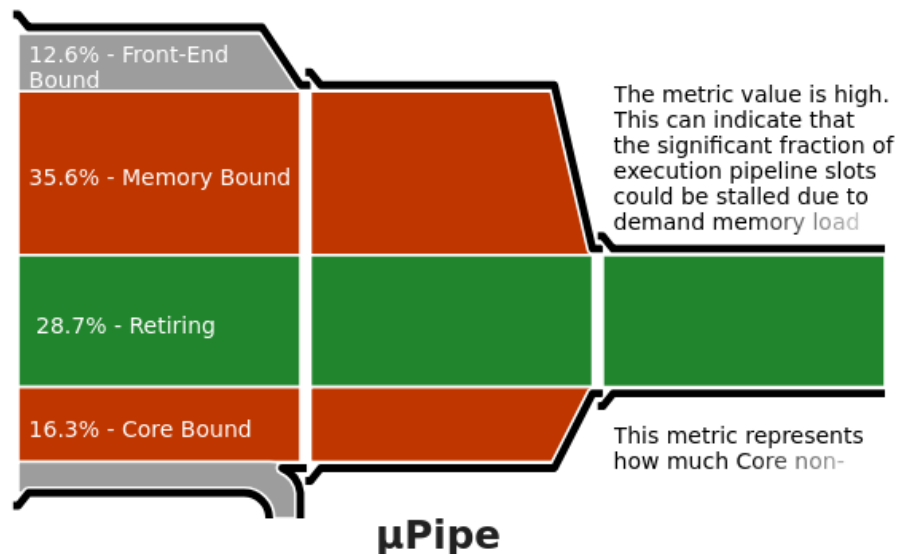 12.6% - Front-End
Bound
35.6% - Memory Bound
28.7% - Retiring
16.3% - Core Bound
The metric value is high.
This can indicate that
the significant fraction of
execution pipeline slots
could be stalled due to
demand memory load
This metric represents
how much Core non-
µPipe